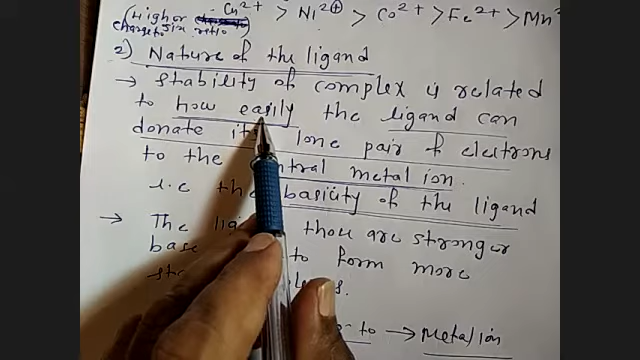 Cu²⁺ > Ni²⁺ > Co²⁺ > Fe²⁺ > Mn²
(Higher
charge to size ratio)
2) Nature of the ligand
→ Stability of complex is related
to how easily the ligand can
donate its lone pair of electrons
to the central metal ion.
i.e the basicity of the ligand
→ The those are stronger
base to form more
to → Metal ion